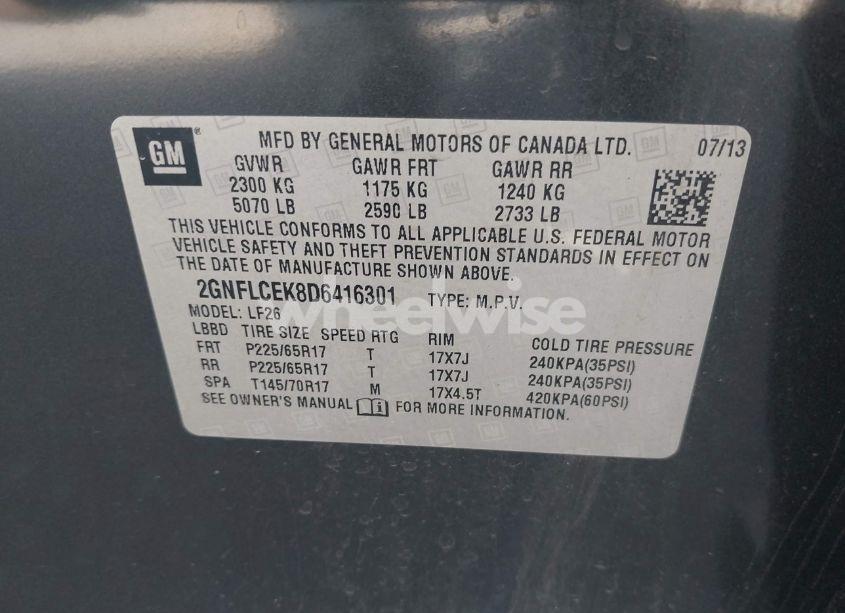 GM ® MFD BY GENERAL MOTORS OF CANADA LTD. 07/13
GVWR GAWR FRT GAWR RR
2300 KG 1175 KG 1240 KG
5070 LB 2590 LB 2733 LB
THIS VEHICLE CONFORMS TO ALL APPLICABLE U.S. FEDERAL MOTOR
VEHICLE SAFETY AND THEFT PREVENTION STANDARDS IN EFFECT ON
THE DATE OF MANUFACTURE SHOWN ABOVE.
2GNFLCEK8D6416301 TYPE: M.P.V.
wheelwise
MODEL: LF26
LBBD TIRE SIZE SPEED RTG RIM COLD TIRE PRESSURE
FRT P225/65R17 T 17X7J 240KPA(35PSI)
RR P225/65R17 T 17X7J 240KPA(35PSI)
SPA T145/70R17 M 17X4.5T 420KPA(60PSI)
SEE OWNER'S MANUAL i FOR MORE INFORMATION.